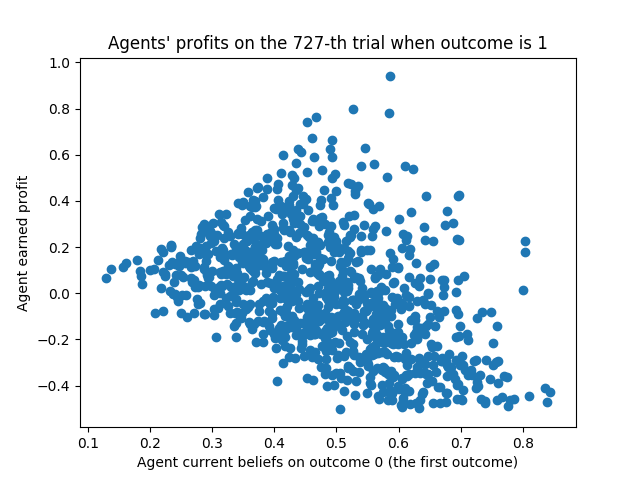 Agents' profits on the 727-th trial when outcome is 1
1.0
0.8
0.6
0.4
0.2
0.0
−0.2
−0.4
Agent earned profit
0.1 0.2 0.3 0.4 0.5 0.6 0.7 0.8
Agent current beliefs on outcome 0 (the first outcome)